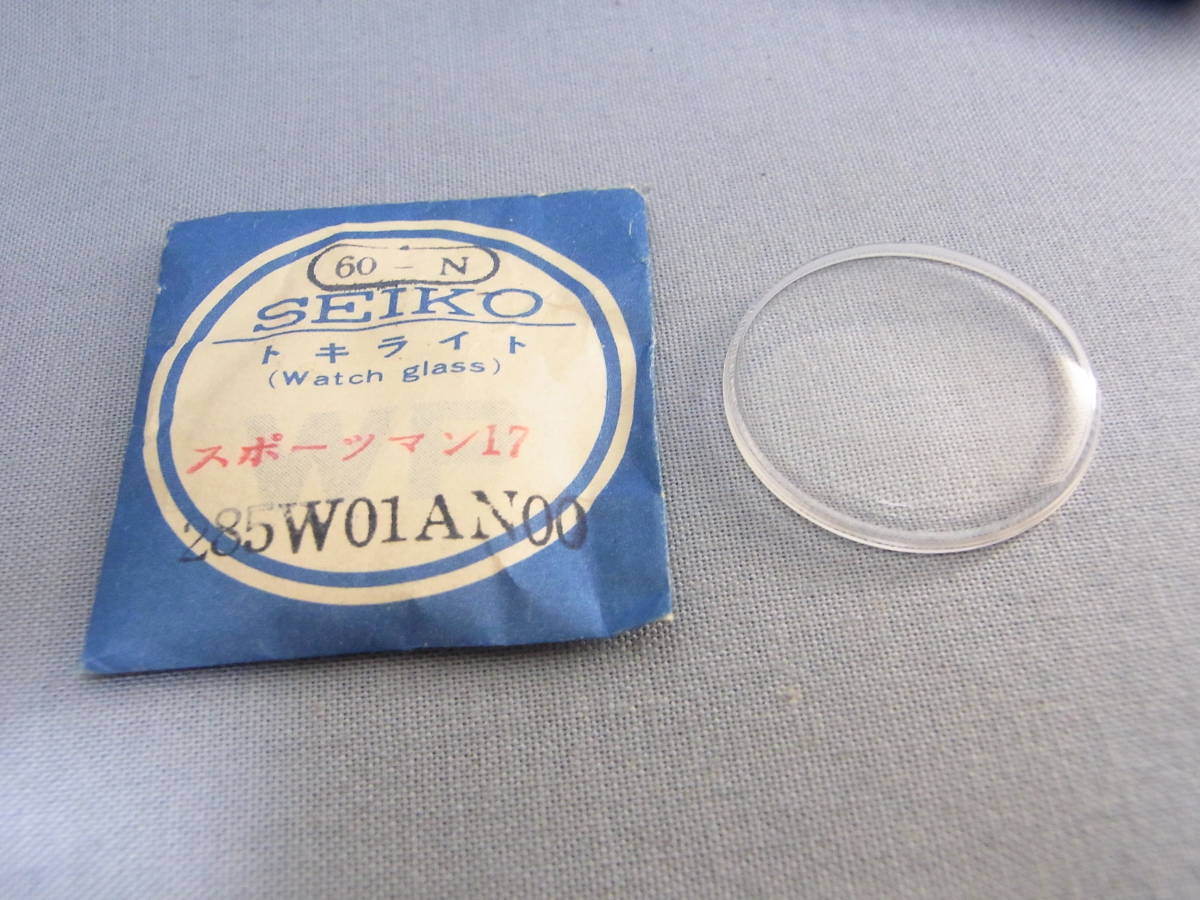 60 - N
SEIKO
トキライト
(Watch glass)
スポーツマン17
285W01AN00